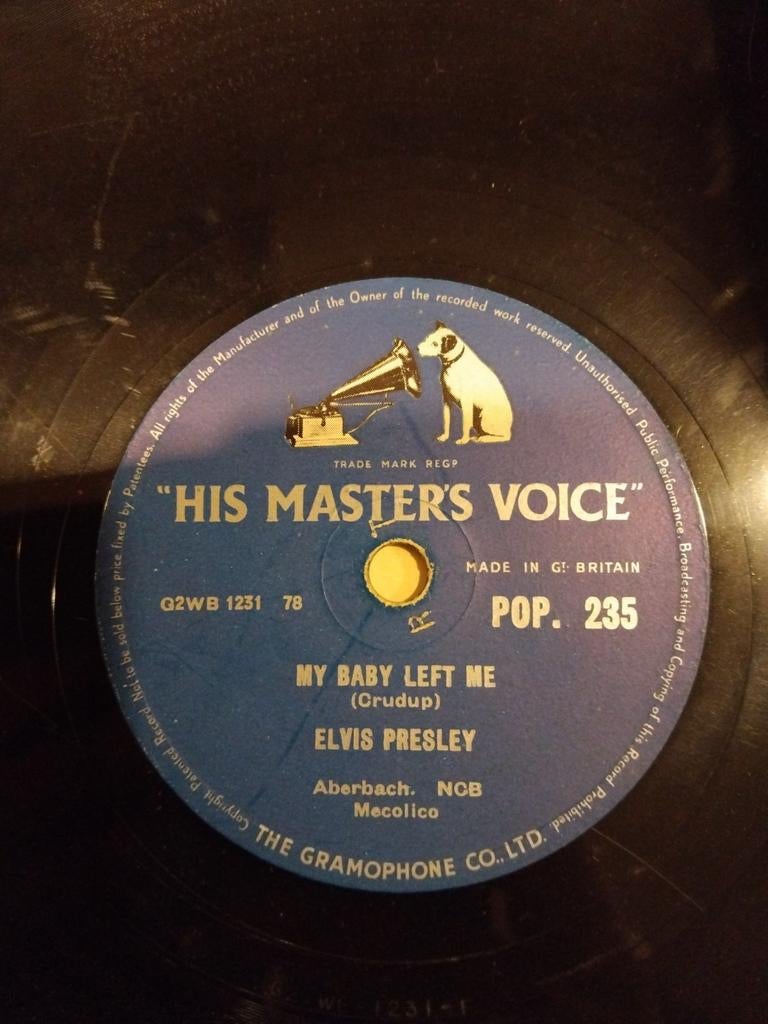 Copyright. Patented Record Not to be sold below price fixed by Patentees. All rights of the Manufacturer and of the Owner of the recorded work reserved. Unauthorised Public Performance, Broadcasting and Copying of this Record Prohibited.
TRADE MARK REGD
"HIS MASTER'S VOICE"
T
MADE IN GT BRITAIN
G2WB 1231 78
POP. 235
R
MY BABY LEFT ME
(Crudup)
ELVIS PRESLEY
Aberbach. NCB
Mecolico
THE GRAMOPHONE CO., LTD.
1231-1